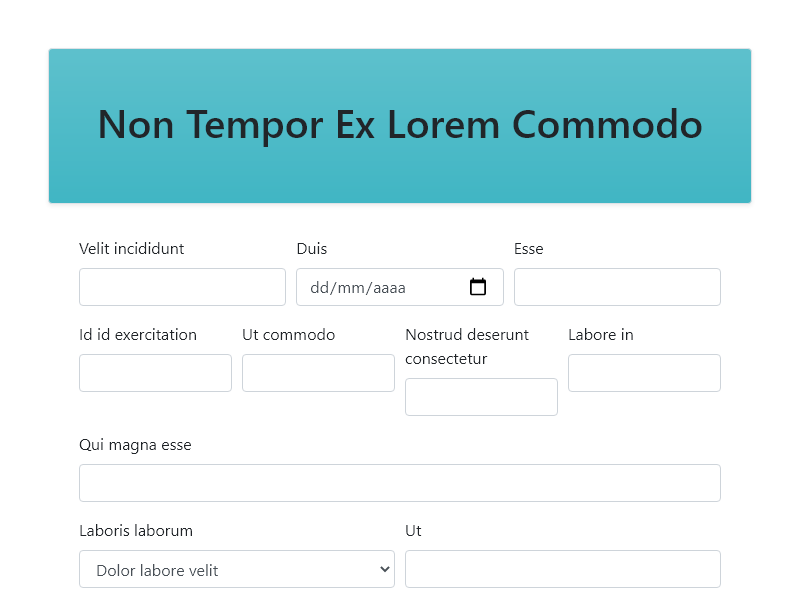 Non Tempor Ex Lorem Commodo
Velit incididunt
Duis
dd/mm/aaaa
Esse
Id id exercitation
Ut commodo
Nostrud deserunt
consectetur
Labore in
Qui magna esse
Laboris laborum
Dolor labore velit
Ut